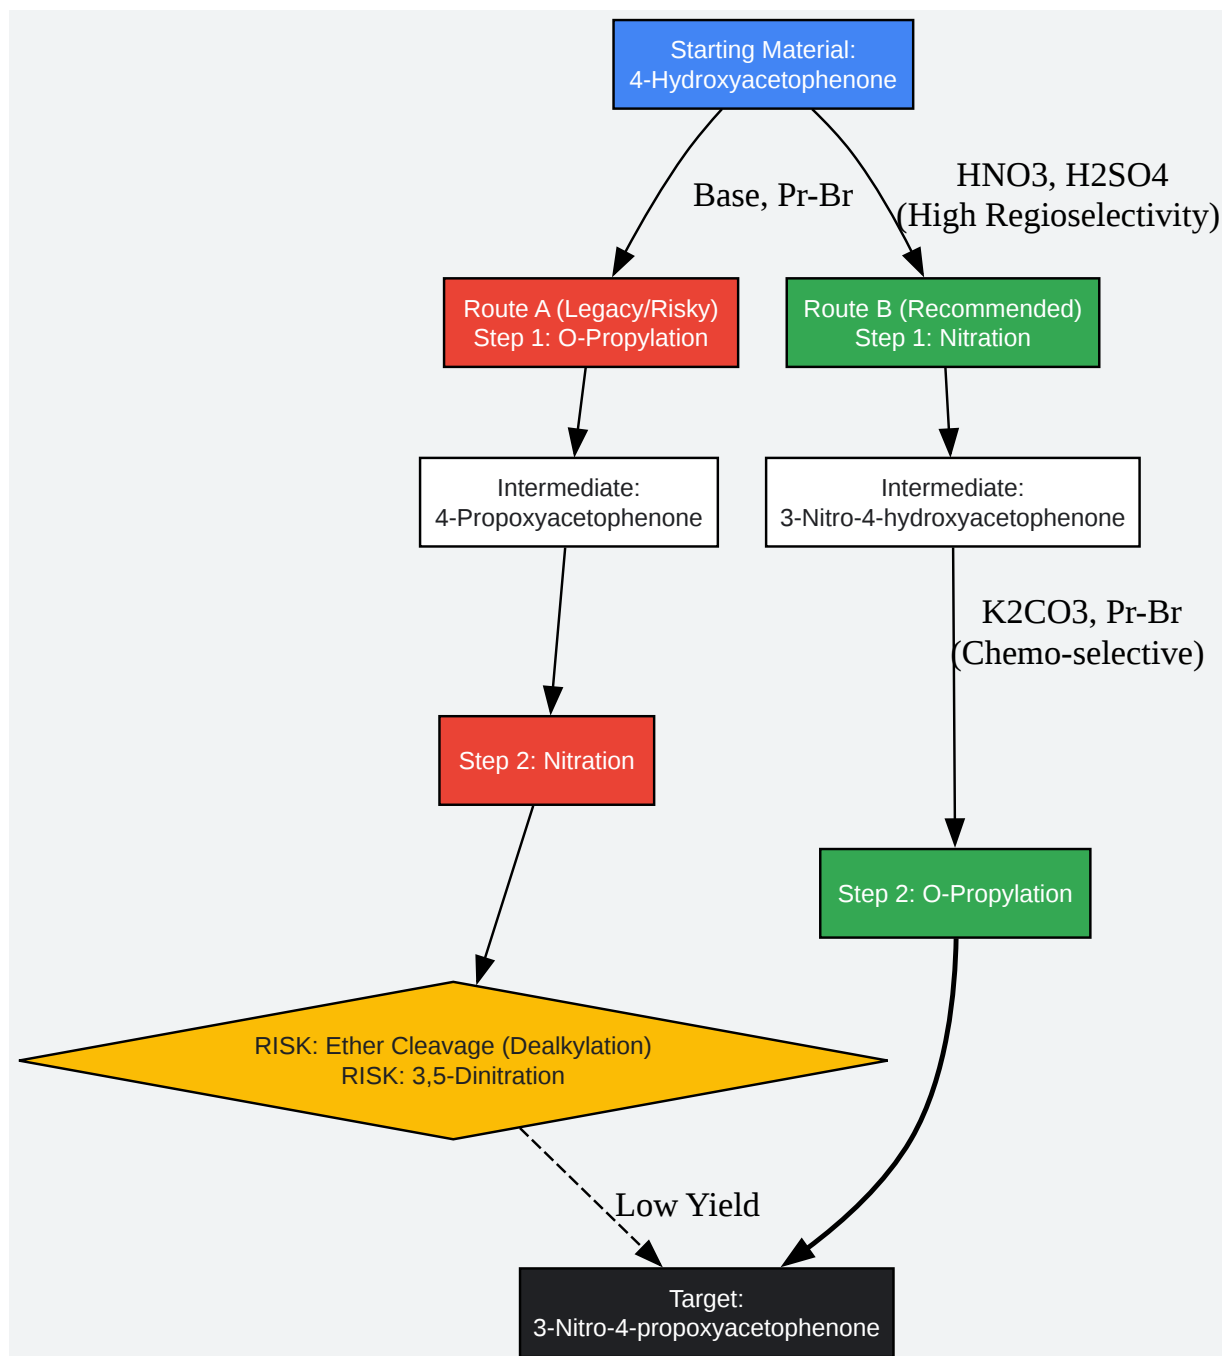 Starting Material:
4-Hydroxyacetophenone
Base, Pr-Br
HNO3, H2SO4
(High Regioselectivity)
Route A (Legacy/Risky)
Step 1: O-Propylation
Route B (Recommended)
Step 1: Nitration
Intermediate:
4-Propoxyacetophenone
Intermediate:
3-Nitro-4-hydroxyacetophenone
K2CO3, Pr-Br
(Chemo-selective)
Step 2: Nitration
Step 2: O-Propylation
RISK: Ether Cleavage (Dealkylation)
RISK: 3,5-Dinitration
Low Yield
Target:
3-Nitro-4-propoxyacetophenone